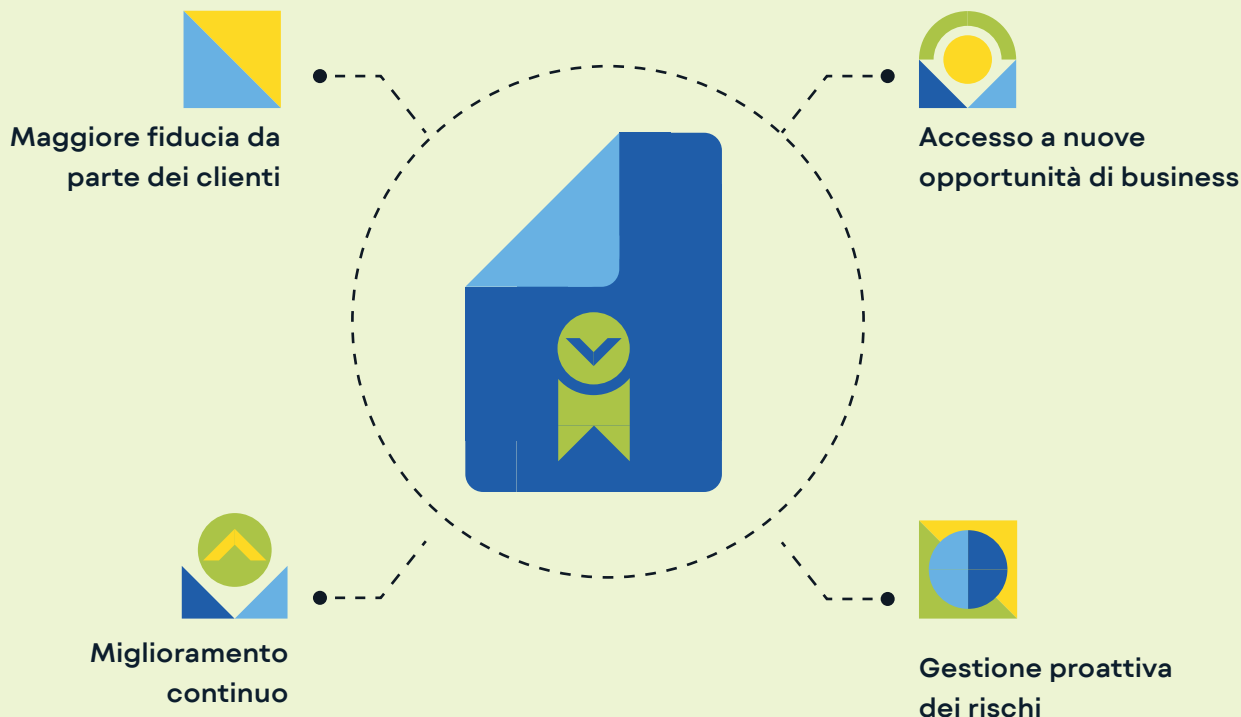 Maggiore fiducia da
parte dei clienti
Accesso a nuove
opportunità di business
Miglioramento
continuo
Gestione proattiva
dei rischi